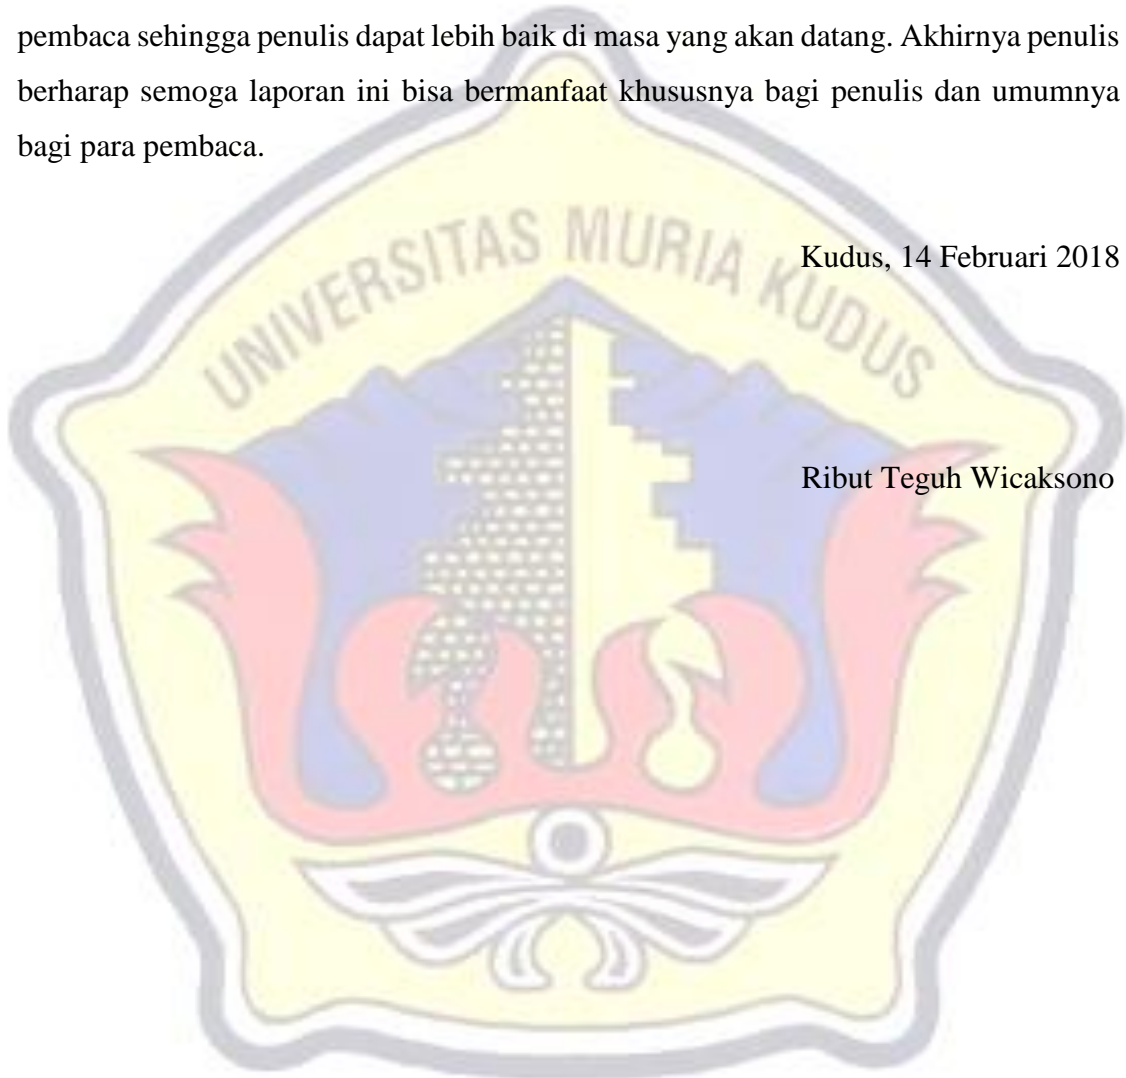 pembaca sehingga penulis dapat lebih baik di masa yang akan datang. Akhirnya penulis
berharap semoga laporan ini bisa bermanfaat khususnya bagi penulis dan umumnya
bagi para pembaca.
UNIVERSITAS MURIA KUDUS
Kudus, 14 Februari 2018
Ribut Teguh Wicaksono